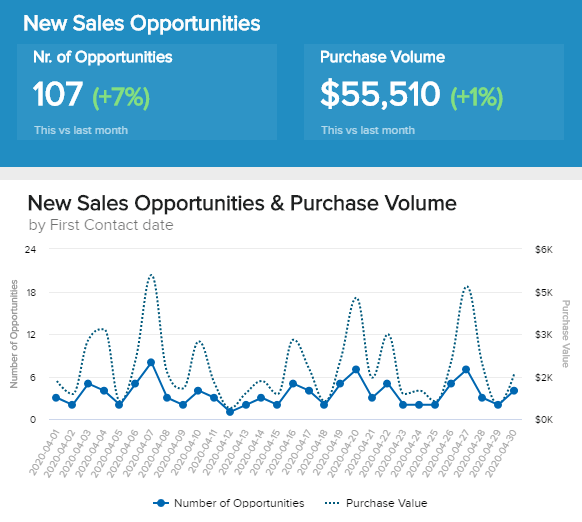 New Sales Opportunities
Nr. of Opportunities
107 (+7%)
This vs last month
Purchase Volume
$55,510 (+1%)
This vs last month
New Sales Opportunities & Purchase Volume
by First Contact date
Number of Opportunities
24
18
12
6
0
$6K
$5K
$3K
$2K
$0K
Purchase Value
2020-04-01
2020-04-02
2020-04-03
2020-04-04
2020-04-05
2020-04-06
2020-04-07
2020-04-08
2020-04-09
2020-04-10
2020-04-11
2020-04-12
2020-04-13
2020-04-14
2020-04-15
2020-04-16
2020-04-17
2020-04-18
2020-04-19
2020-04-20
2020-04-21
2020-04-22
2020-04-23
2020-04-24
2020-04-25
2020-04-26
2020-04-27
2020-04-28
2020-04-29
2020-04-30
Number of Opportunities
Purchase Value